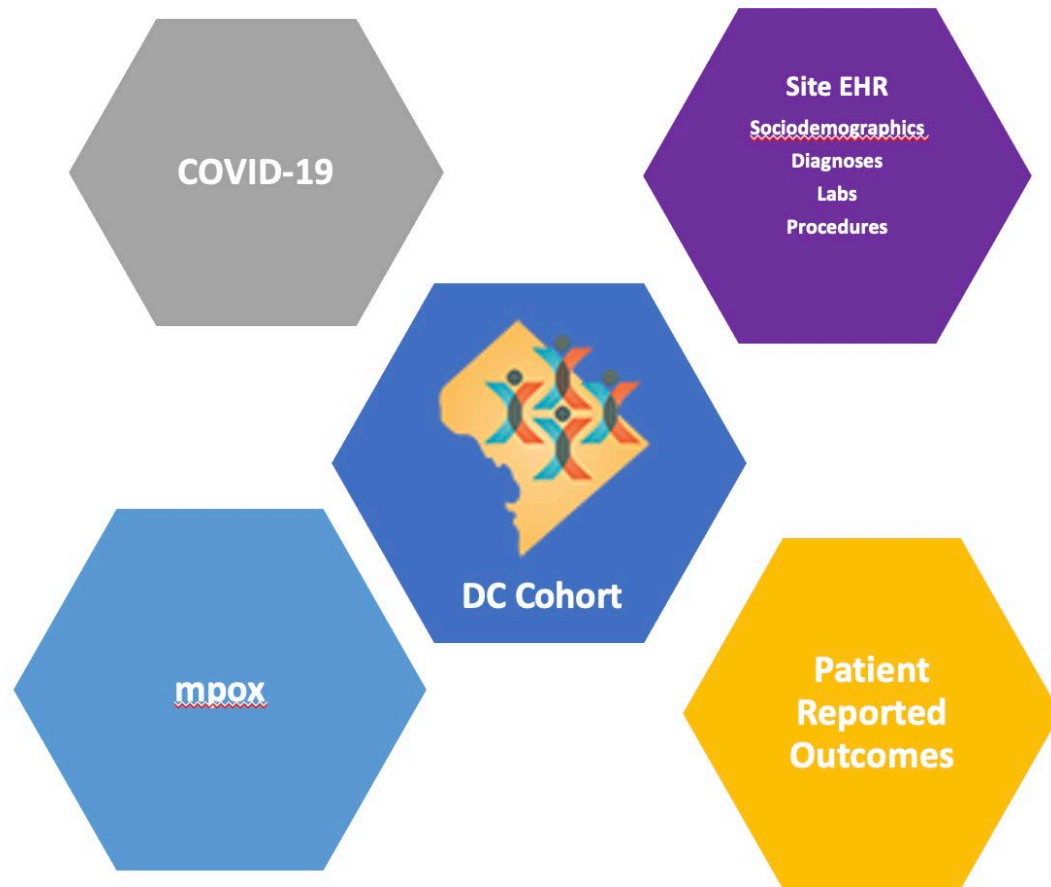 COVID-19
Site EHR
Sociodemographics
Diagnoses
Labs
Procedures
DC Cohort
mpox
Patient
Reported
Outcomes